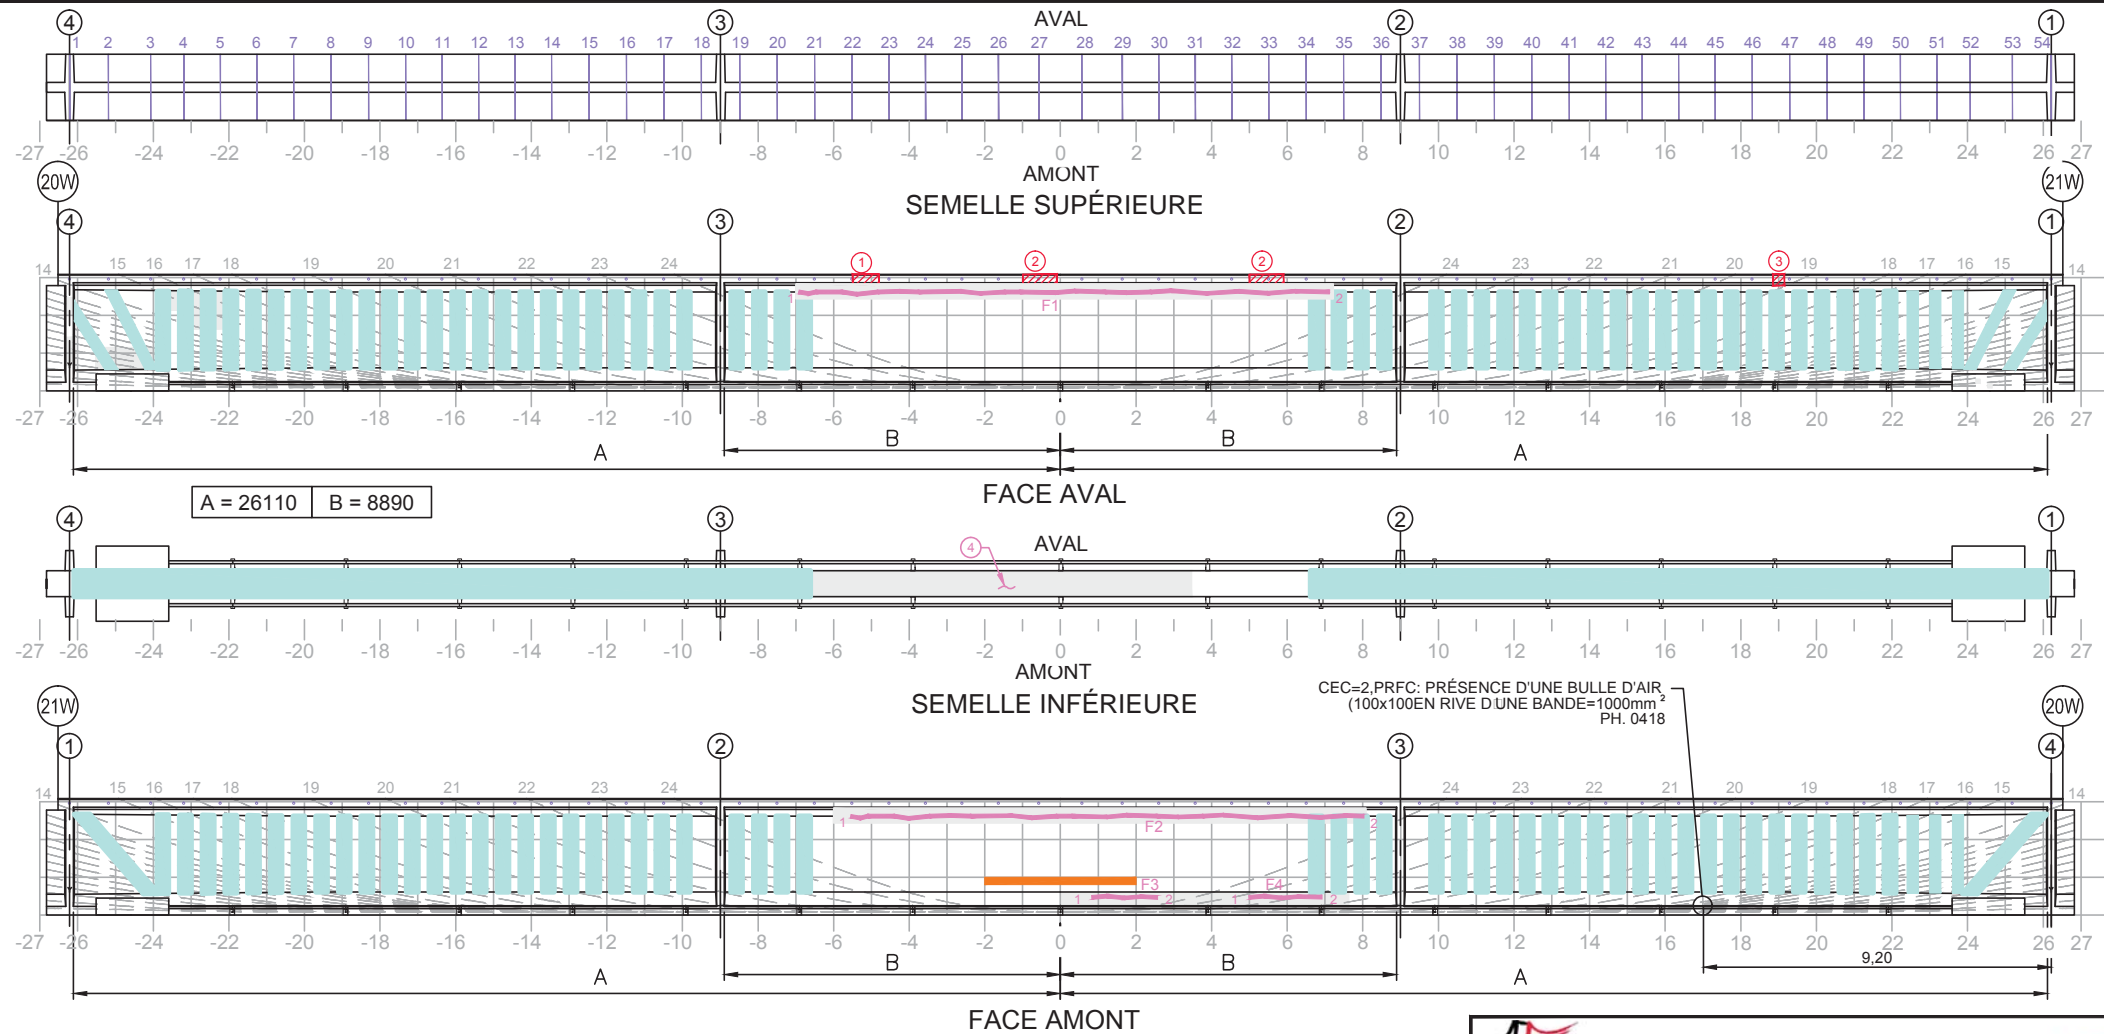 4 3 AVAL 2 1
1 2 3 4 5 6 7 8 9 10 11 12 13 14 15 16 17 18 19 20 21 22 23 24 25 26 27 28 29 30 31 32 33 34 35 36 37 38 39 40 41 42 43 44 45 46 47 48 49 50 51 52 53 54
-27 -26 -24 -22 -20 -18 -16 -14 -12 -10 -8 -6 -4 -2 0 2 4 6 8 10 12 14 16 18 20 22 24 26 27
AMONT
20W 21W
SEMELLE SUPÉRIEURE
4 3 2 1
14 15 16 17 18 19 20 21 22 23 24 1 2 2 24 23 22 21 20 3 19 18 17 16 15 14
1 F1 2
-27 -26 -24 -22 -20 -18 -16 -14 -12 -10 -8 -6 -4 -2 0 2 4 6 8 10 12 14 16 18 20 22 24 26 27
B B
A A
FACE AVAL
A = 26110 B = 8890
4 3 2 1
4 AVAL
-27 -26 -24 -22 -20 -18 -16 -14 -12 -10 -8 -6 -4 -2 0 2 4 6 8 10 12 14 16 18 20 22 24 26 27
AMONT
SEMELLE INFÉRIEURE
CEC=2,PRFC: PRÉSENCE D'UNE BULLE D'AIR
(100x100EN RIVE D'UNE BANDE=1000mm²
PH. 0418
21W 20W
1 2 3 4
14 15 16 17 18 19 20 21 22 23 24 24 23 22 21 20 19 18 17 16 15 14
1 F2 2
F3 F4
1 2 1 2
-27 -26 -24 -22 -20 -18 -16 -14 -12 -10 -8 -6 -4 -2 0 2 4 6 8 10 12 14 16 18 20 22 24 26 27
B B 9,20
A A
FACE AMONT